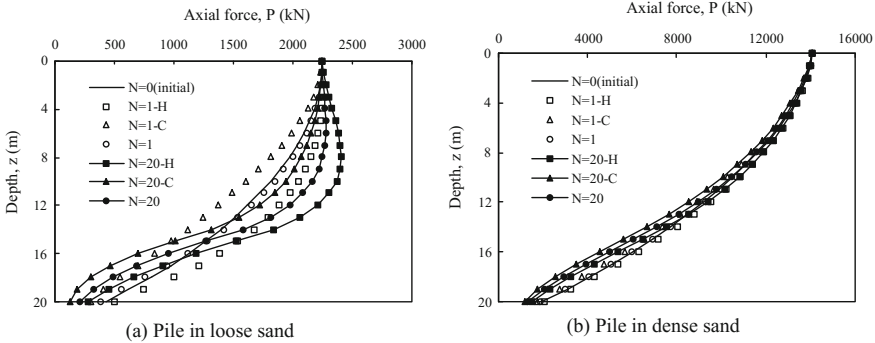 Axial force, P (kN)
0 500 1000 1500 2000 2500 3000
0
4
8
12
16
20
Depth, z (m)
N=0(initial)
N=1-H
N=1-C
N=1
N=20-H
N=20-C
N=20
(a) Pile in loose sand
Axial force, P (kN)
0 4000 8000 12000 16000
0
4
8
12
16
20
Depth, z (m)
N=0(initial)
N=1-H
N=1-C
N=1
N=20-H
N=20-C
N=20
(b) Pile in dense sand